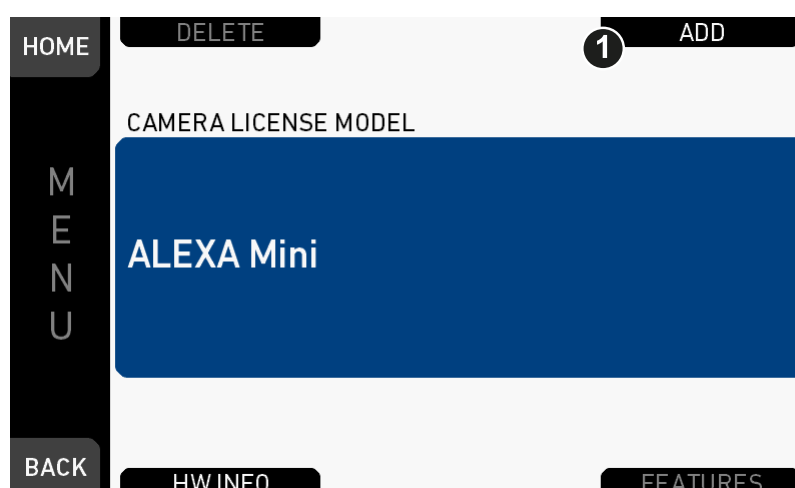 HOME
DELETE
1
ADD
CAMERA LICENSE MODEL
M
E
N
U
ALEXA Mini
BACK
HW INFO
FEATURES